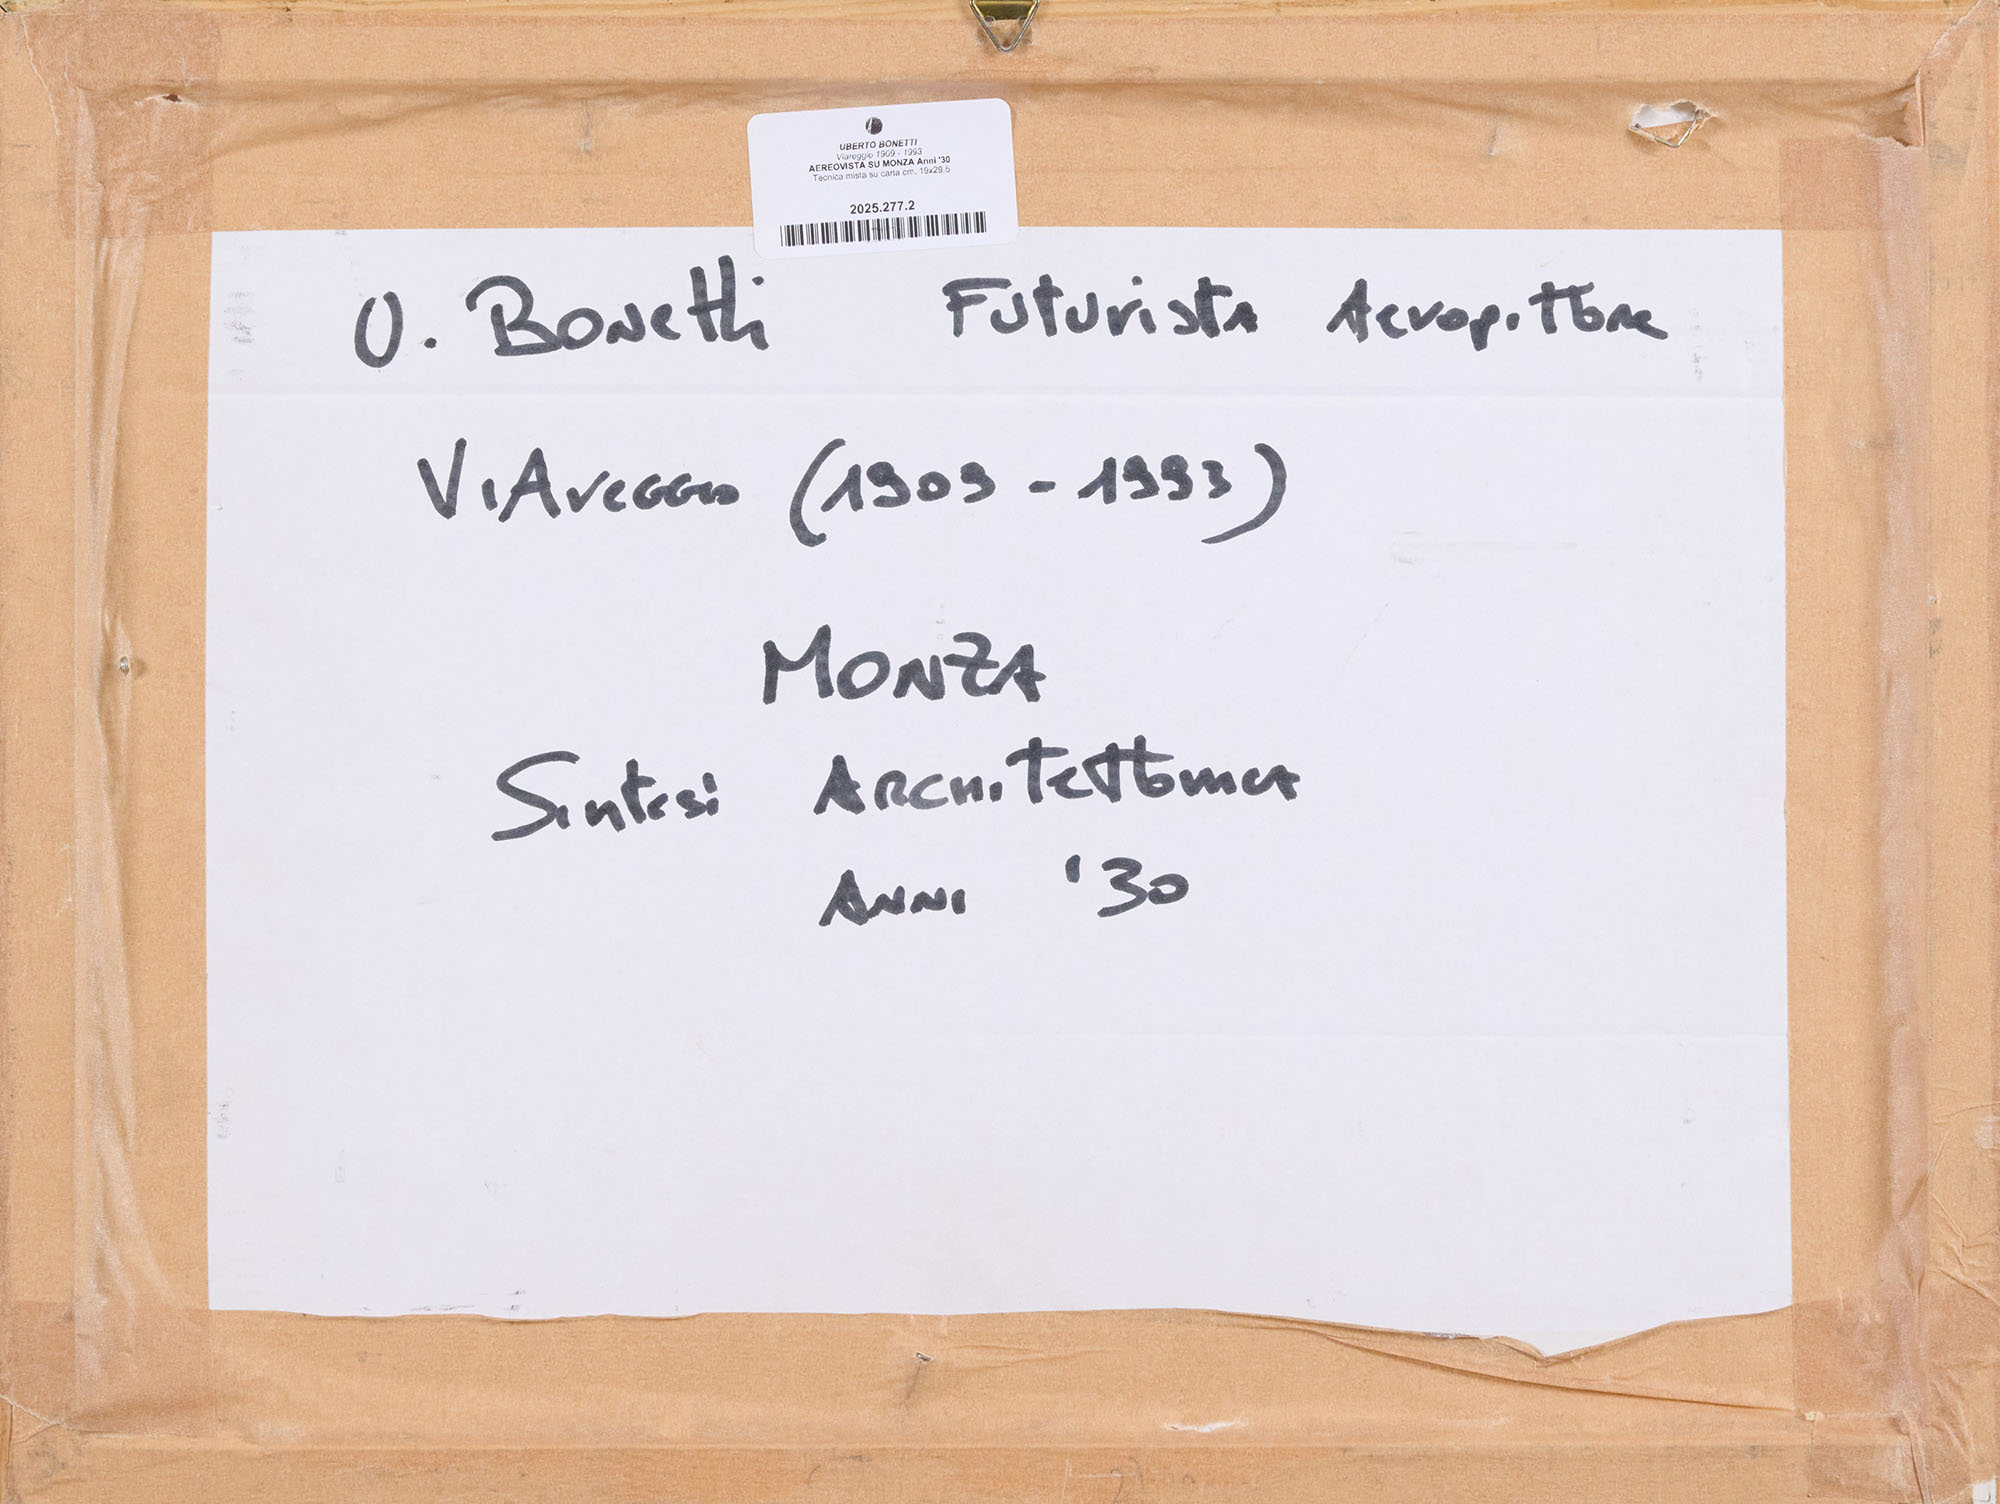 UBERTO BONETTI
Viareggio 1909 - 1993
AEREOVISTA SU MONZA Anni '30
Tecnica mista su carta cm. 19x29.5
2025.277.2
U. Bonetti Futurista Aeropittore
Viareggio (1909 - 1993)
MONZA
Sintesi Architettonica
Anni '30